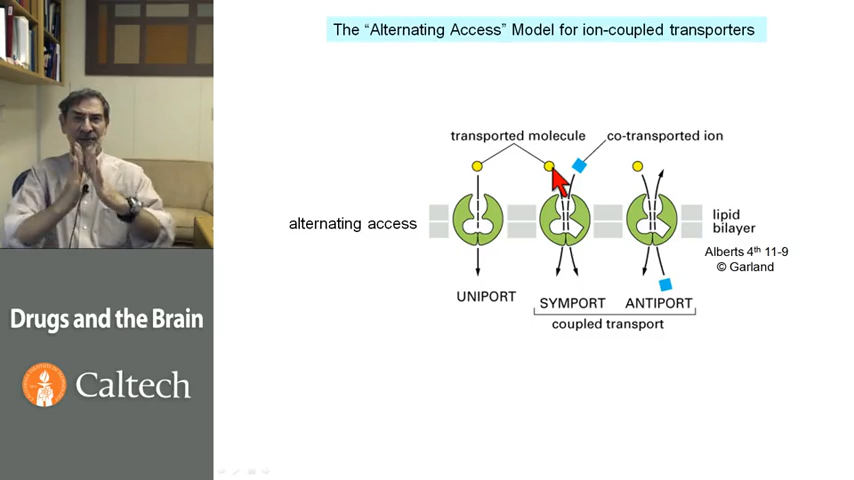 The “Alternating Access” Model for ion-coupled transporters
transported molecule
co-transported ion
alternating access
lipid
bilayer
Alberts 4th 11-9
© Garland
UNIPORT
SYMPORT
ANTIPORT
coupled transport
Drugs and the Brain
Caltech